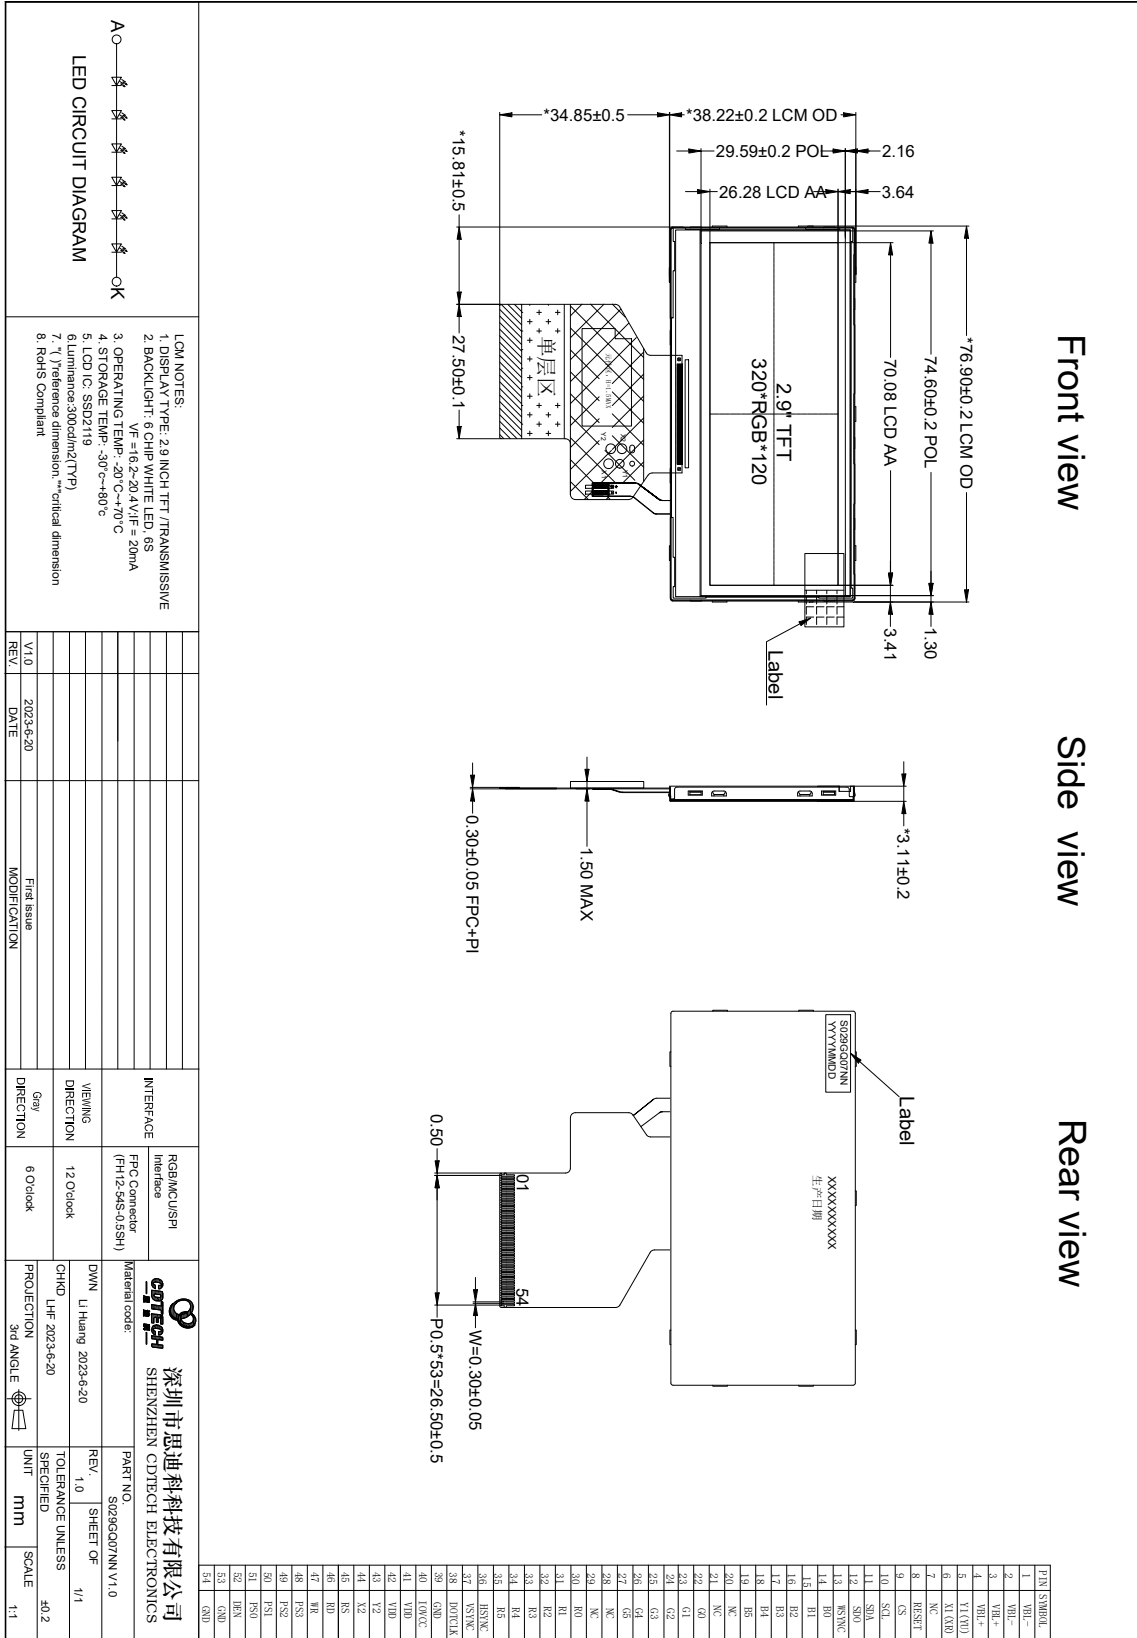 Front view
Side view
Rear view
*76.90±0.2 LCM OD
74.60±0.2 POL
70.08 LCD AA
1.30
3.41
*34.85±0.5
*38.22±0.2 LCM OD
29.59±0.2 POL
2.16
26.28 LCD AA
3.64
*15.81±0.5
27.50±0.1
2.9" TFT
320*RGB*120
单层区
Y2
Label
*3.11±0.2
1.50 MAX
0.30±0.05 FPC+PI
Label
S029GQ07NN
YYYYMMDD
XXXXXXXXXX
生产日期
01
54
0.50
W=0.30±0.05
P0.5*53=26.50±0.5
A
K
LED CIRCUIT DIAGRAM
LCM NOTES:
1. DISPLAY TYPE: 2.9 INCH TFT /TRANSMISSIVE
2. BACKLIGHT: 6 CHIP WHITE LED, 6S
VF =16.2~20.4V,IF = 20mA
3. OPERATING TEMP: -20°C~+70°C
4. STORAGE TEMP: -30°c~+80°c
5. LCD IC: SSD2119
6.Luminance:300cd/m2(TYP)
7. "( )"reference dimension."*"critical dimension
8. RoHS Compliant
V1.0 2023-6-20 First issue
REV. DATE MODIFICATION
INTERFACE
RGB/MCU/SPI
Interface
FPC Connector
(FH12-54S-0.5SH)
VIEWING
DIRECTION
12 O'clock
Gray
DIRECTION
6 O'clock
CDTECH
深圳市思迪科科技有限公司
SHENZHEN CDTECH ELECTRONICS
Material code:
PART NO.
S029GQ07NN V1.0
DWN Li Huang 2023-6-20
REV. 1.0
SHEET OF 1/1
CHKD LHF 2023-6-20
TOLERANCE UNLESS
SPECIFIED ±0.2
PROJECTION 3rd ANGLE
UNIT mm
SCALE 1:1
PIN SYMBOL
1 VBL-
2 VBL-
3 VBL+
4 VBL+
5 Y1(YU)
6 X1(XR)
7 NC
8 RESET
9 CS
10 SCL
11 SDA
12 SDO
13 WSYNC
14 B0
15 B1
16 B2
17 B3
18 B4
19 B5
20 NC
21 NC
22 G0
23 G1
24 G2
25 G3
26 G4
27 G5
28 NC
29 NC
30 R0
31 R1
32 R2
33 R3
34 R4
35 R5
36 HSYNC
37 VSYNC
38 DOTCLK
39 GND
40 IOVCC
41 VDD
42 VDD
43 Y2
44 X2
45 RS
46 RD
47 WR
48 PS3
49 PS2
50 PS1
51 PS0
52 DEN
53 GND
54 GND